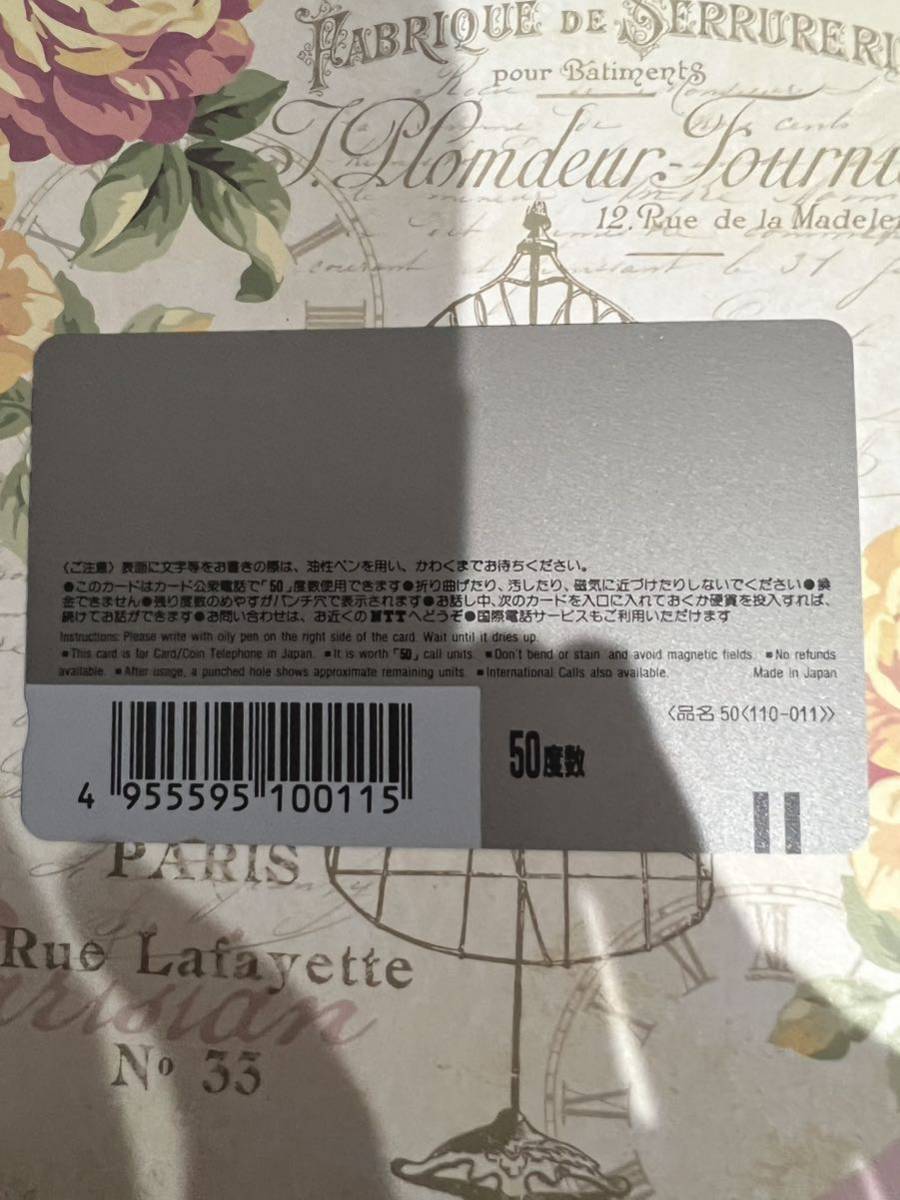 FABRIQUE DE SERRURERI
pour Bâtiments
J. Plomdeur-Fourni
12, Rue de la Madelei
〈ご注意〉表面に文字等をお書きの際は、油性ペンを用い、かわくまでお待ちください。
●このカードはカード公衆電話で「50」度数使用できます●折り曲げたり、汚したり、磁気に近づけたりしないでください●換
金できません●残り度数のめやすがパンチ穴で表示されます●お話し中、次のカードを入口に入れておくか硬貨を投入すれば、
続けてお話ができます●お問い合わせは、お近くのNTTへどうぞ●国際電話サービスもご利用いただけます
Instructions: Please write with oily pen on the right side of the card. Wait until it dries up.
■This card is for Card/Coin Telephone in Japan. ■It is worth「50」call units. ■Don't bend or stain and avoid magnetic fields. ■No refunds
available. ■After usage, a punched hole shows approximate remaining units. ■International Calls also available. Made in Japan
〈品名 50〈110-011〉〉
50度数
4 955595 100115
PARIS
Rue Lafayette
Parisian
Nº 33